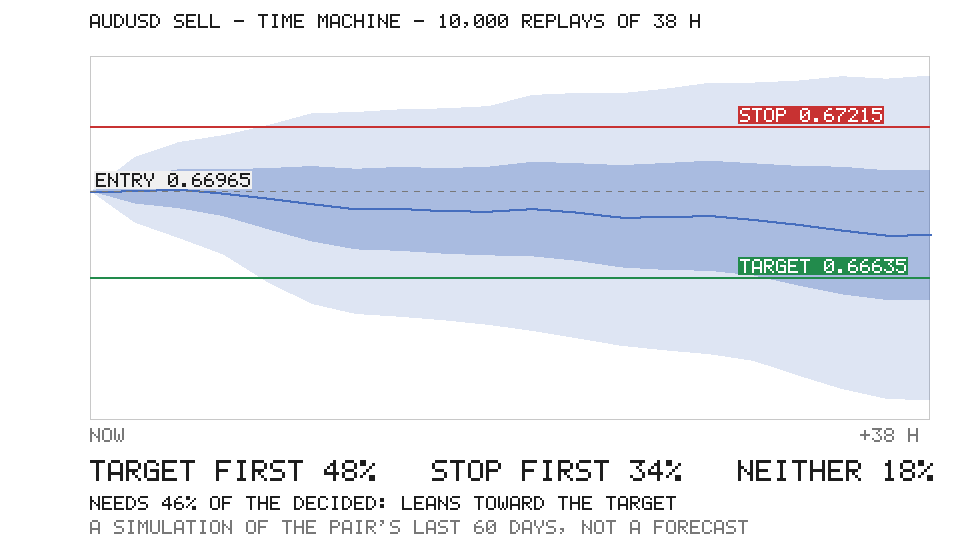 AUDUSD SELL – TIME MACHINE – 10,000 REPLAYS OF 38 H
STOP 0.67215
ENTRY 0.66965
TARGET 0.66635
NOW +38 H
TARGET FIRST 48% STOP FIRST 34% NEITHER 18%
NEEDS 46% OF THE DECIDED: LEANS TOWARD THE TARGET
A SIMULATION OF THE PAIR'S LAST 60 DAYS, NOT A FORECAST